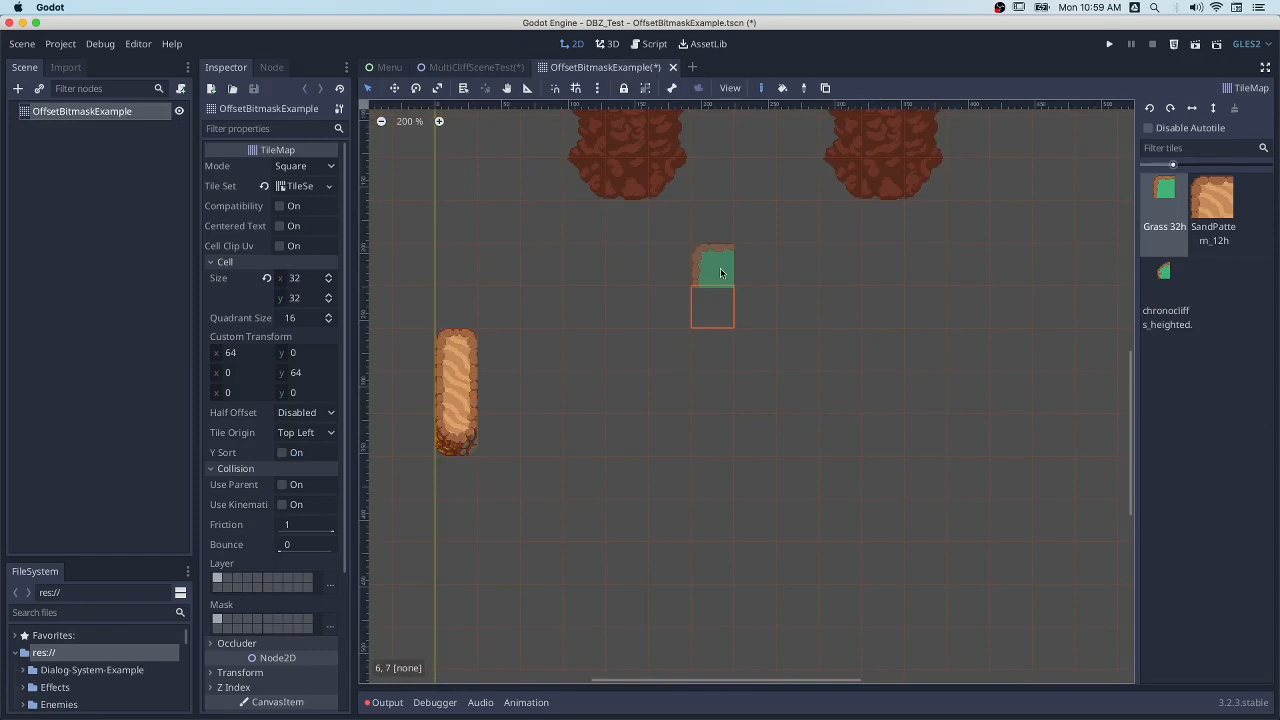 Godot
Mon 10:59 AM
Godot Engine - DBZ_Test - OffsetBitmaskExample.tscn (*)
Scene Project Debug Editor Help
2D 3D Script AssetLib
GLES2
Scene Import
Inspector Node
Menu MultiCliffSceneTest(*) OffsetBitmaskExample(*)
Filter nodes
View
TileMap
OffsetBitmaskExample
OffsetBitmaskExample
Filter properties
200 %
Disable Autotile
TileMap
Filter tiles
Mode Square
Tile Set TileSe
Compatibility On
Centered Text On
Cell Clip Uv On
Grass 32h
SandPatte
rn_12h
Cell
Size x 32
y 32
Quadrant Size 16
chronocliff
s_heighted.
Custom Transform
x 64 y 0
x 0 y 64
x 0 y 0
Half Offset Disabled
Tile Origin Top Left
Y Sort On
Collision
Use Parent On
Use Kinemati On
Friction 1
Bounce 0
Layer
...
Mask
...
Occluder
Node2D
Transform
Z Index
CanvasItem
FileSystem
res://
Search files
Favorites:
res://
Dialog-System-Example
Effects
Enemies
6, 7 [none]
Output Debugger Audio Animation
3.2.3.stable